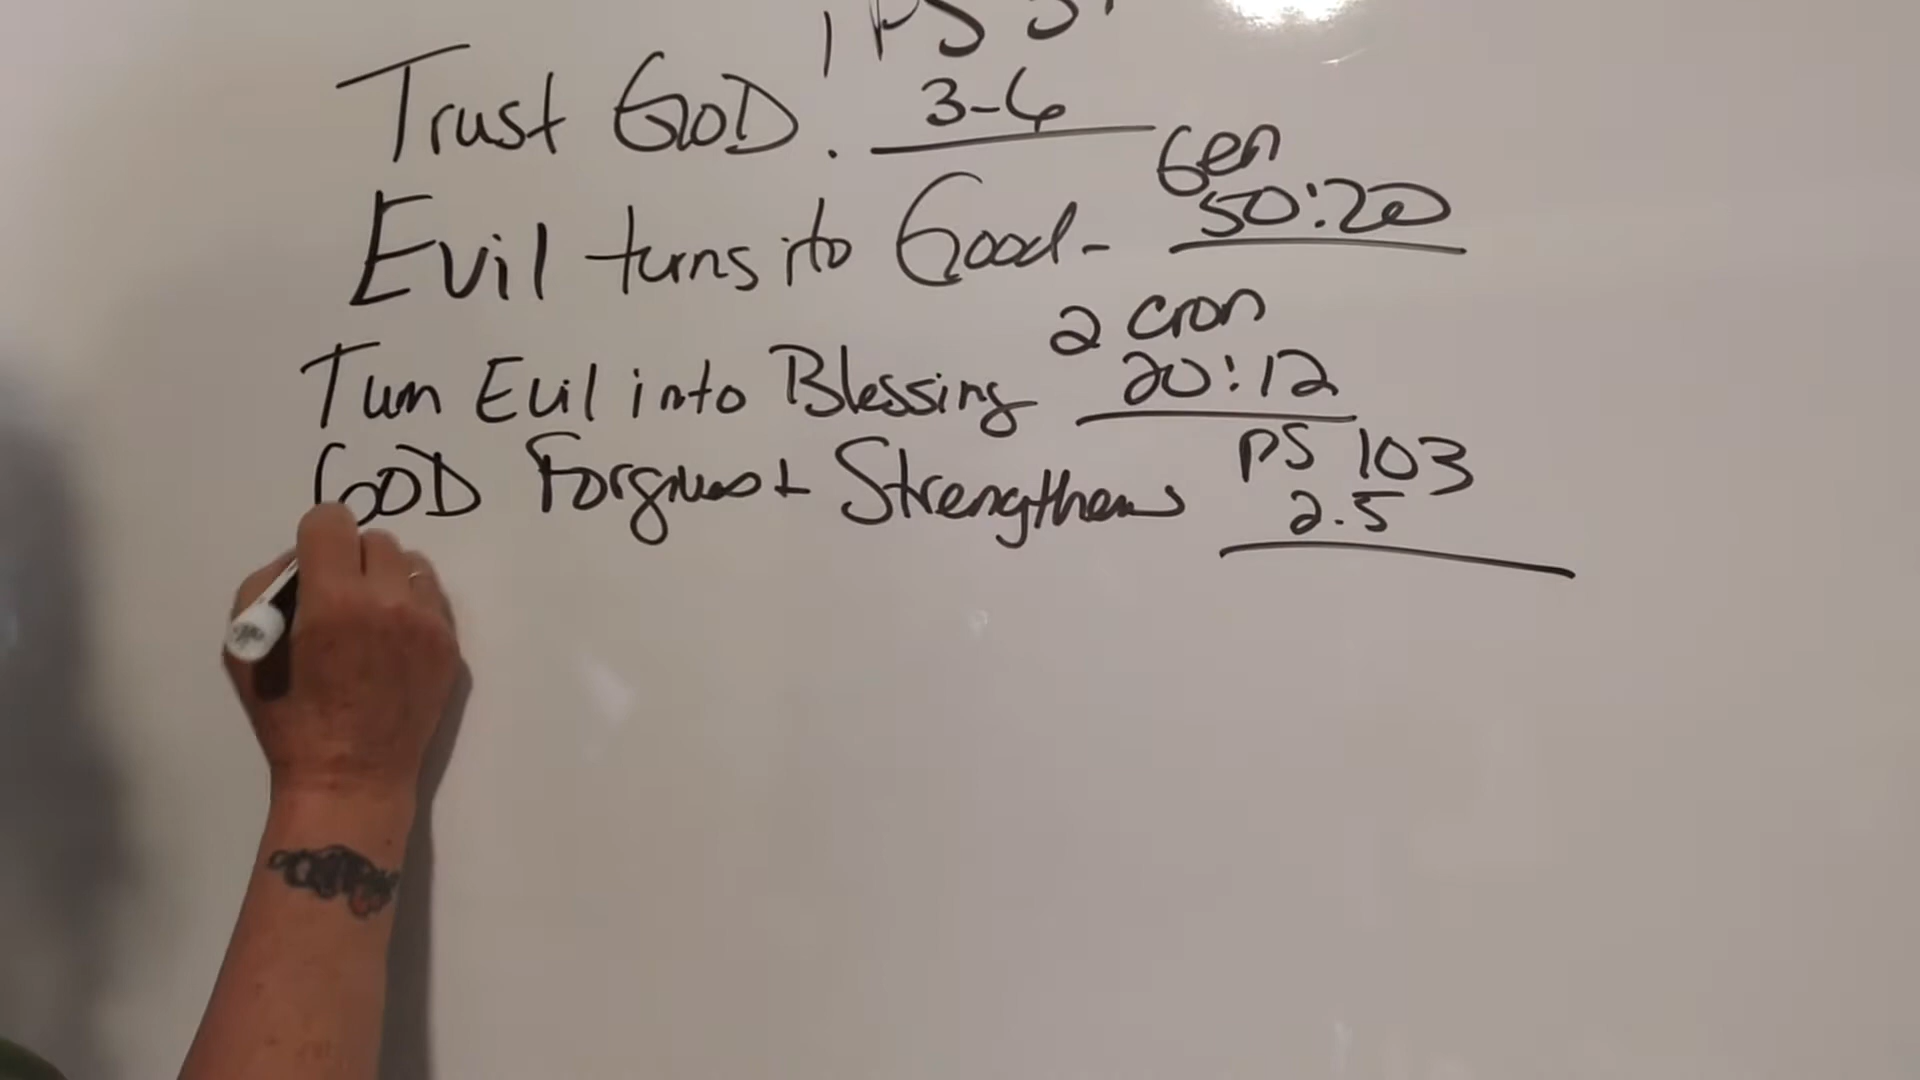 PS 3
Trust GOD. 3-6
Gen
Evil turns ito Good - 50:20
2 cron
Turn Evil into Blessing 20:12
GOD Forgives + Strengthens PS 103
2.5